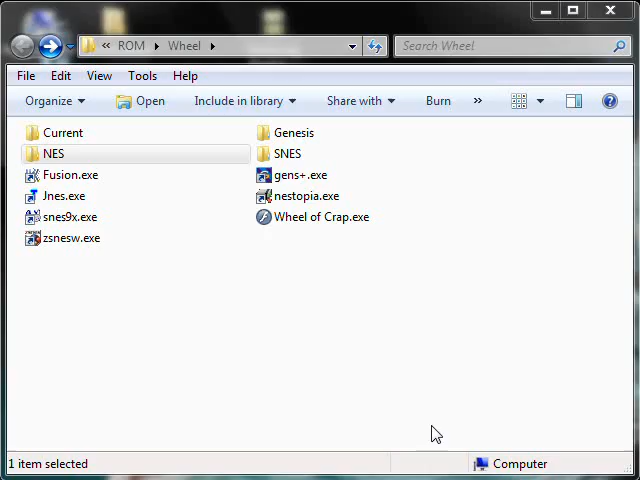 « ROM Wheel Search Wheel
File Edit View Tools Help
Organize Open Include in library Share with Burn »
Current Genesis
NES SNES
Fusion.exe gens+.exe
Jnes.exe nestopia.exe
snes9x.exe Wheel of Crap.exe
zsnesw.exe
1 item selected Computer